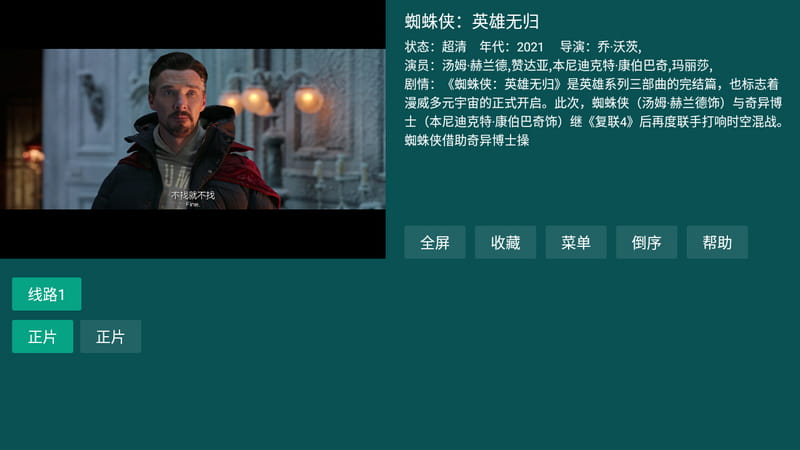 蜘蛛侠：英雄无归
状态：超清 年代：2021 导演：乔·沃茨,
演员：汤姆·赫兰德,赞达亚,本尼迪克特·康伯巴奇,玛丽莎,
剧情：《蜘蛛侠：英雄无归》是英雄系列三部曲的完结篇，也标志着
漫威多元宇宙的正式开启。此次，蜘蛛侠（汤姆·赫兰德饰）与奇异博
士（本尼迪克特·康伯巴奇饰）继《复联4》后再度联手打响时空混战。
蜘蛛侠借助奇异博士操
不找就不找
Fine.
全屏 收藏 菜单 倒序 帮助
线路1
正片 正片